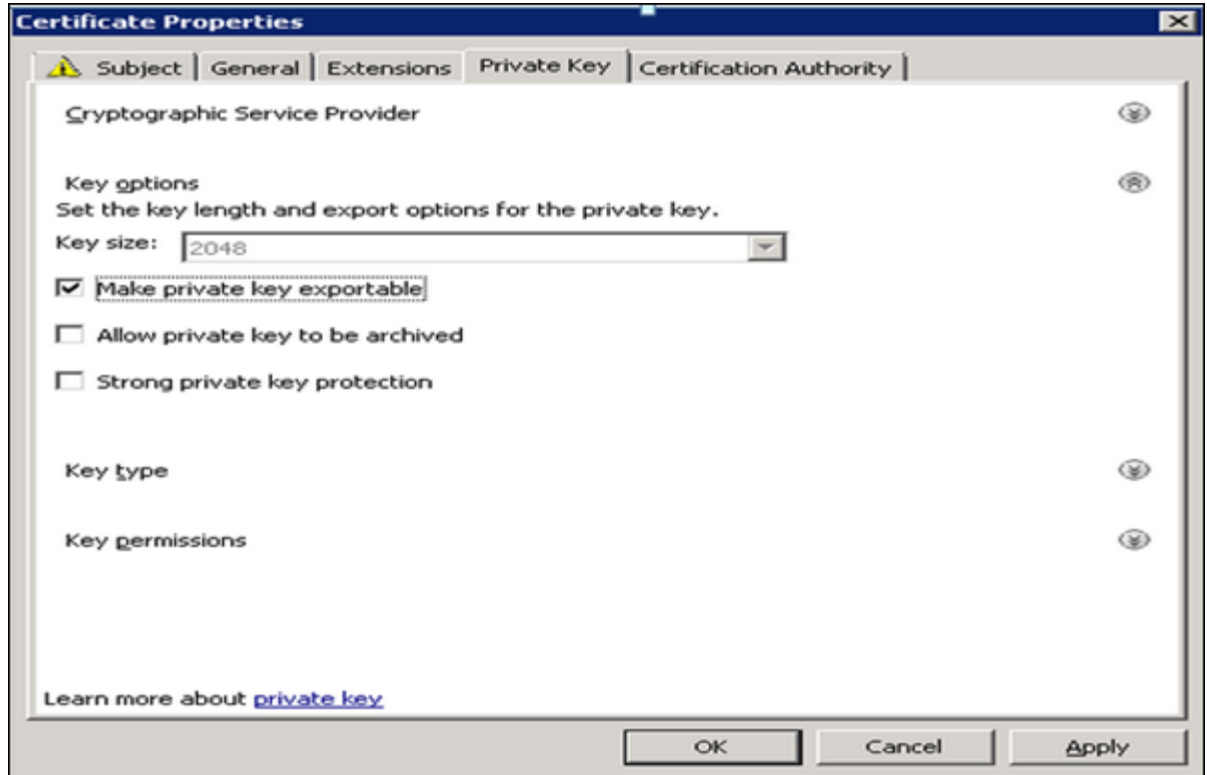 Certificate Properties
Subject General Extensions Private Key Certification Authority
Cryptographic Service Provider
Key options
Set the key length and export options for the private key.
Key size: 2048
Make private key exportable
Allow private key to be archived
Strong private key protection
Key type
Key permissions
Learn more about private key
OK Cancel Apply